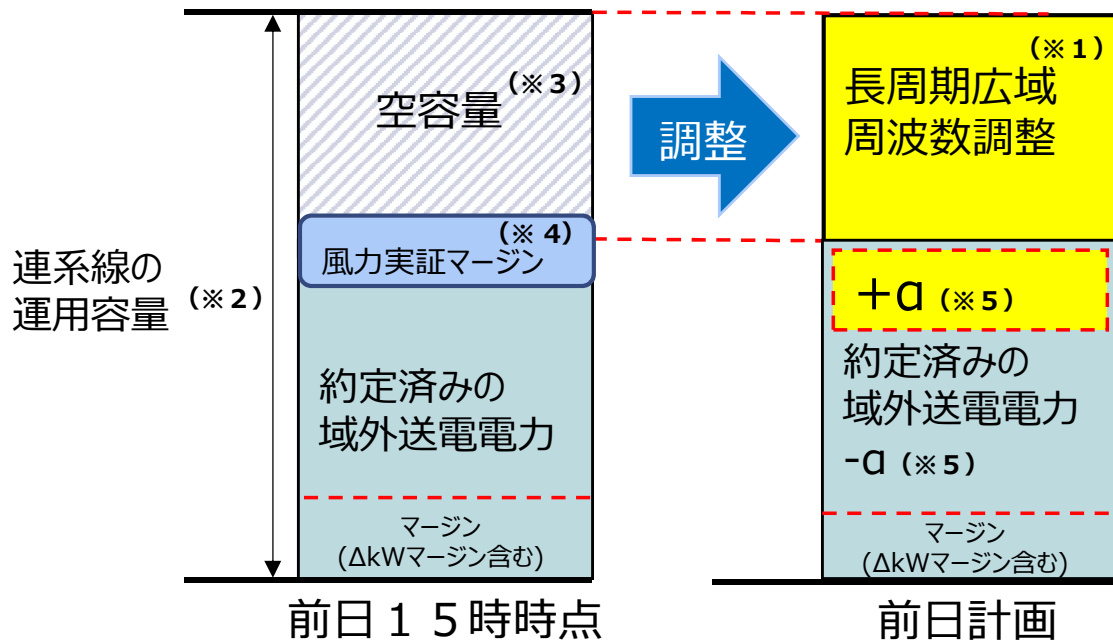 連系線の
運用容量
（※２）
空容量
（※３）
（※４）
風力実証マージン
約定済みの
域外送電電力
マージン
(ΔkWマージン含む)
前日１５時時点
調整
（※１）
長周期広域
周波数調整
+α（※５）
約定済みの
域外送電電力
-α（※５）
マージン
(ΔkWマージン含む)
前日計画